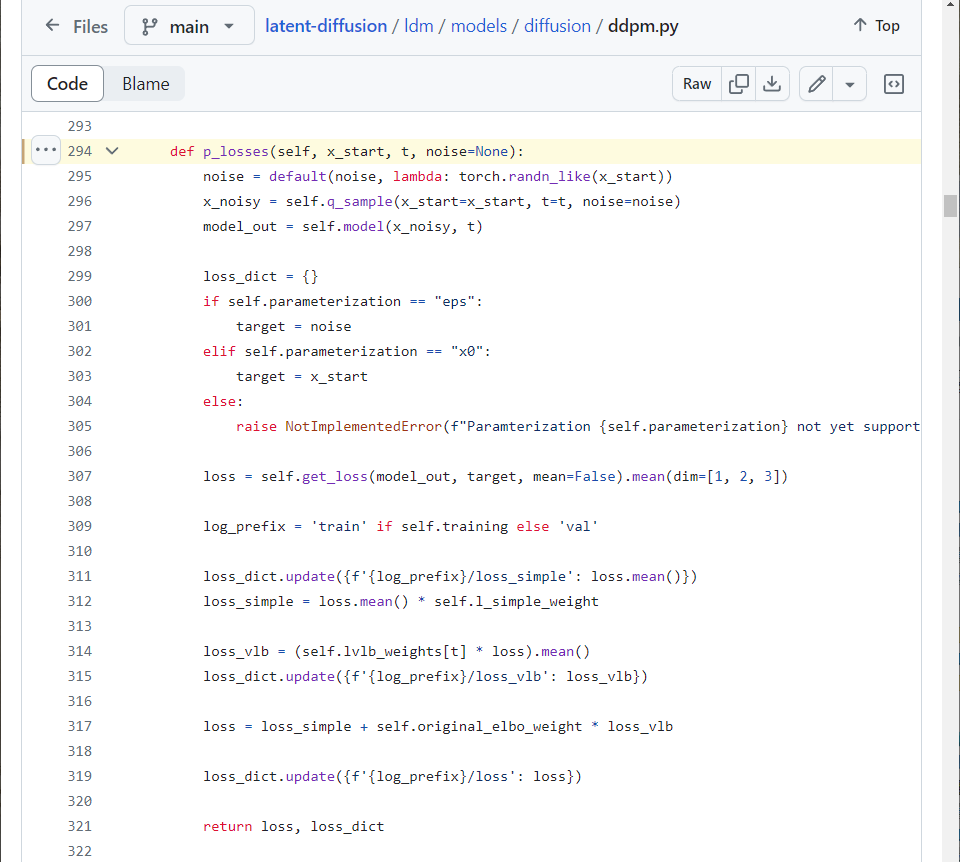 Files main latent-diffusion / ldm / models / diffusion / ddpm.py Top
Code Blame Raw
293
294 def p_losses(self, x_start, t, noise=None):
295 noise = default(noise, lambda: torch.randn_like(x_start))
296 x_noisy = self.q_sample(x_start=x_start, t=t, noise=noise)
297 model_out = self.model(x_noisy, t)
298
299 loss_dict = {}
300 if self.parameterization == "eps":
301 target = noise
302 elif self.parameterization == "x0":
303 target = x_start
304 else:
305 raise NotImplementedError(f"Paramterization {self.parameterization} not yet support
306
307 loss = self.get_loss(model_out, target, mean=False).mean(dim=[1, 2, 3])
308
309 log_prefix = 'train' if self.training else 'val'
310
311 loss_dict.update({f'{log_prefix}/loss_simple': loss.mean()})
312 loss_simple = loss.mean() * self.l_simple_weight
313
314 loss_vlb = (self.lvlb_weights[t] * loss).mean()
315 loss_dict.update({f'{log_prefix}/loss_vlb': loss_vlb})
316
317 loss = loss_simple + self.original_elbo_weight * loss_vlb
318
319 loss_dict.update({f'{log_prefix}/loss': loss})
320
321 return loss, loss_dict
322